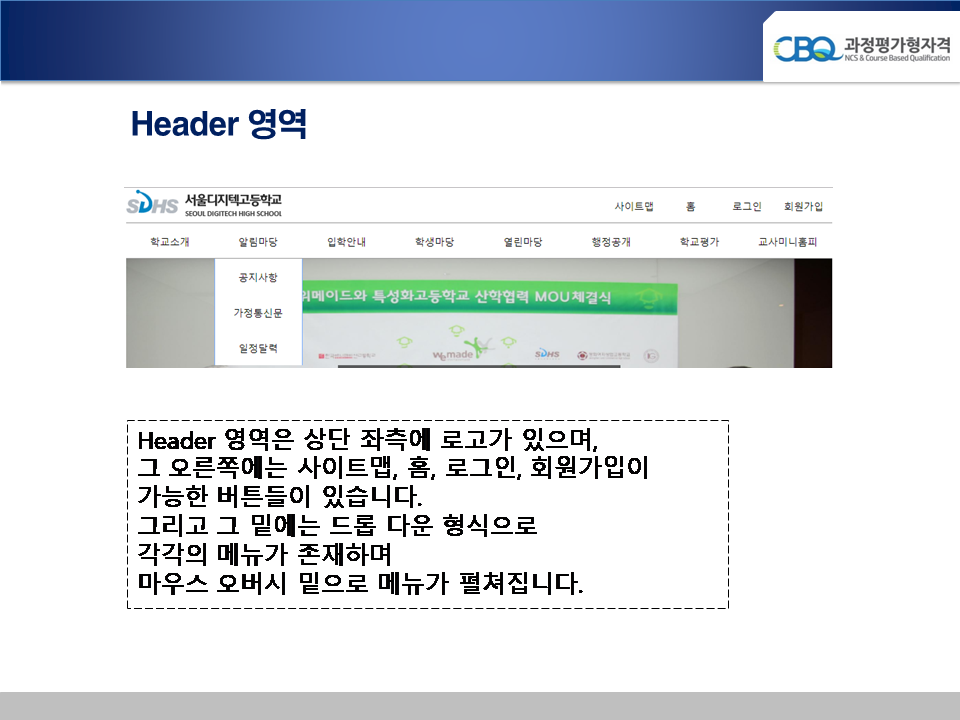 CBQ 과정평가형자격
NCS & Course Based Qualification
Header 영역
SDHS 서울디지텍고등학교
SEOUL DIGITECH HIGH SCHOOL
사이트맵 홈 로그인 회원가입
학교소개 알림마당 입학안내 학생마당 열린마당 행정공개 학교평가 교사미니홈피
공지사항
가정통신문
일정달력
위메이드와 특성화고등학교 산학협력 MOU체결식
Wemade SDHS
Header 영역은 상단 좌측에 로고가 있으며,
그 오른쪽에는 사이트맵, 홈, 로그인, 회원가입이
가능한 버튼들이 있습니다.
그리고 그 밑에는 드롭 다운 형식으로
각각의 메뉴가 존재하며
마우스 오버시 밑으로 메뉴가 펼쳐집니다.